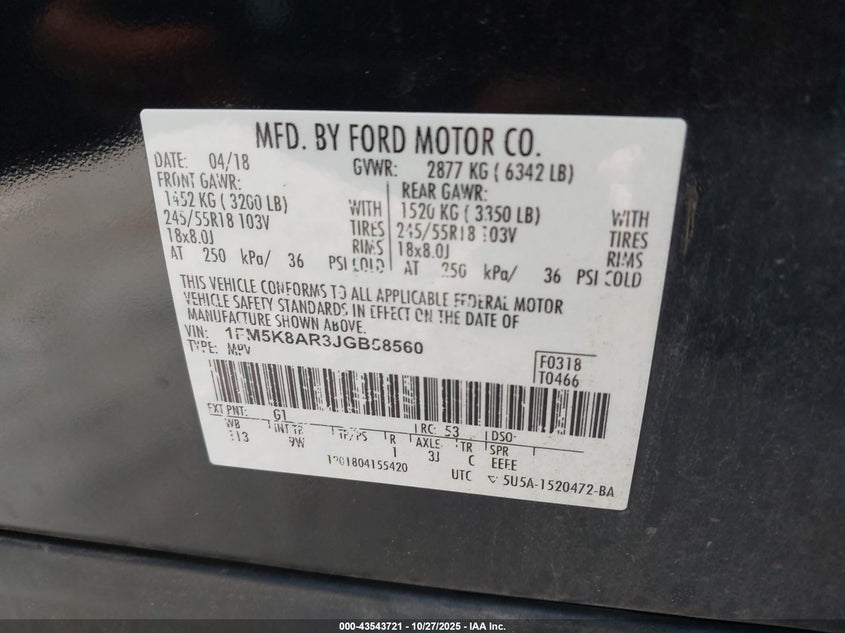 MFD. BY FORD MOTOR CO.
DATE: 04/18
GVWR: 2877 KG ( 6342 LB)
FRONT GAWR:
1452 KG ( 3200 LB)
245/55R18 103V
18x8.0J
WITH
TIRES
RIMS
AT 250 kPa/ 36 PSI COLD
REAR GAWR:
1520 KG ( 3350 LB)
245/55R18 103V
18x8.0J
WITH
TIRES
RIMS
AT 250 kPa/ 36 PSI COLD
THIS VEHICLE CONFORMS TO ALL APPLICABLE FEDERAL MOTOR
VEHICLE SAFETY STANDARDS IN EFFECT ON THE DATE OF
MANUFACTURE SHOWN ABOVE.
VIN:
TYPE: MPV
F0318
T0466
EXT PNT: G1 RC: 53 DSO:
WB INT TR TP/PS R AXLE TR SPR
113 9W 1 3J C EEFE
UTC 5U5A-1520472-BA
000-43543721 - 10/27/2025 - IAA Inc.